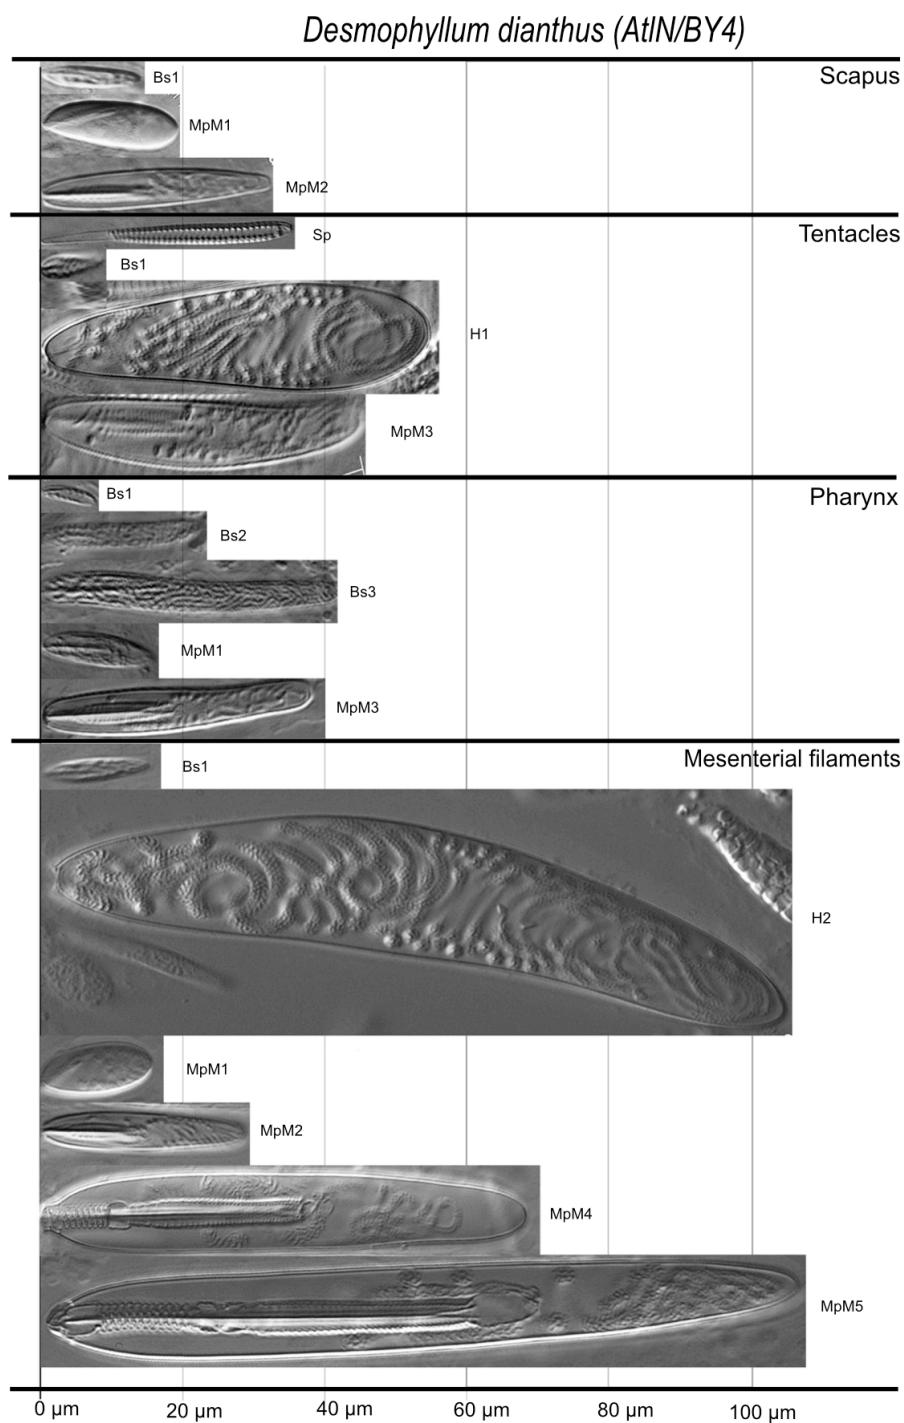 Desmophyllum dianthus (AtlN/BY4)
Scapus
Bs1
MpM1
MpM2
Tentacles
Sp
Bs1
H1
MpM3
Pharynx
Bs1
Bs2
Bs3
MpM1
MpM3
Mesenterial filaments
Bs1
H2
MpM1
MpM2
MpM4
MpM5
0 µm 20 µm 40 µm 60 µm 80 µm 100 µm